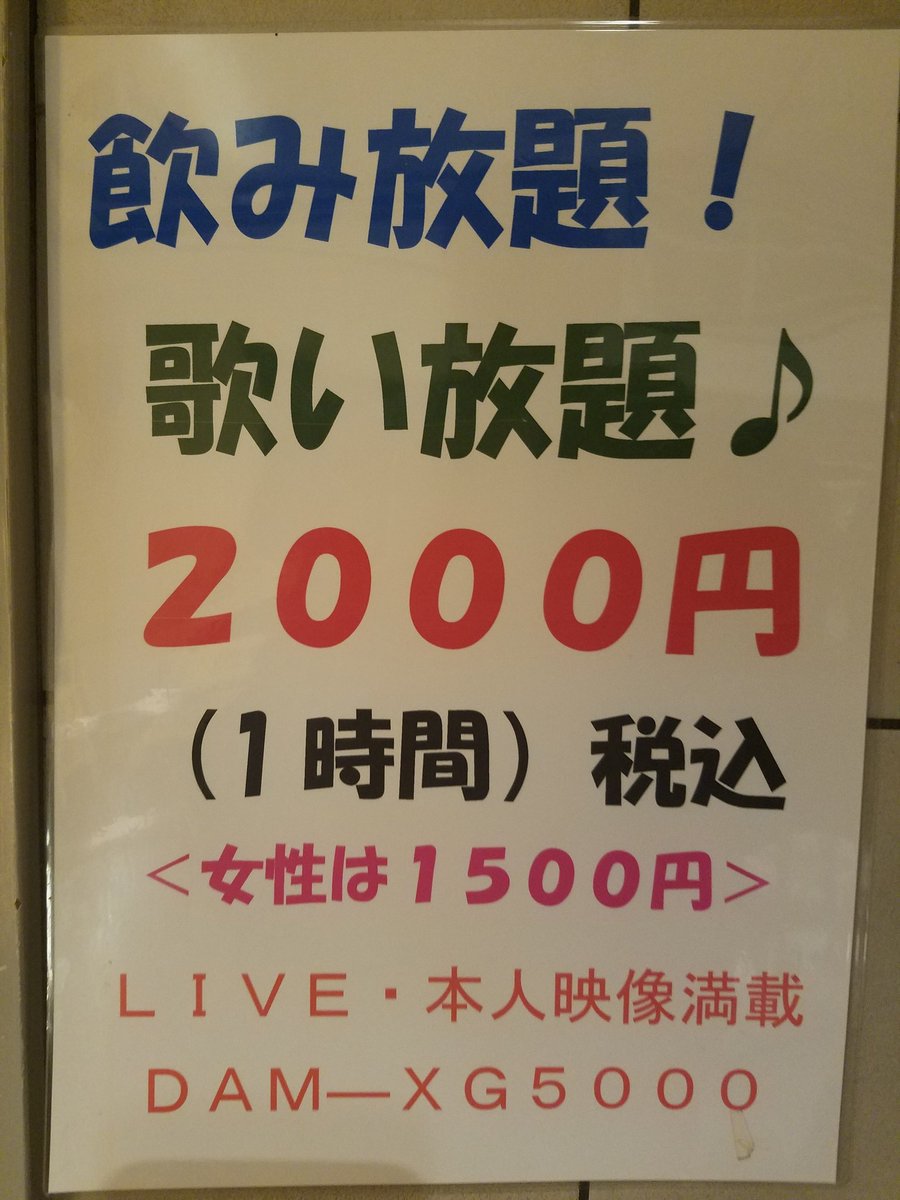 飲み放題！
歌い放題♪
２０００円
（１時間）税込
＜女性は１５００円＞
ＬＩＶＥ・本人映像満載
ＤＡＭ―ＸＧ５０００